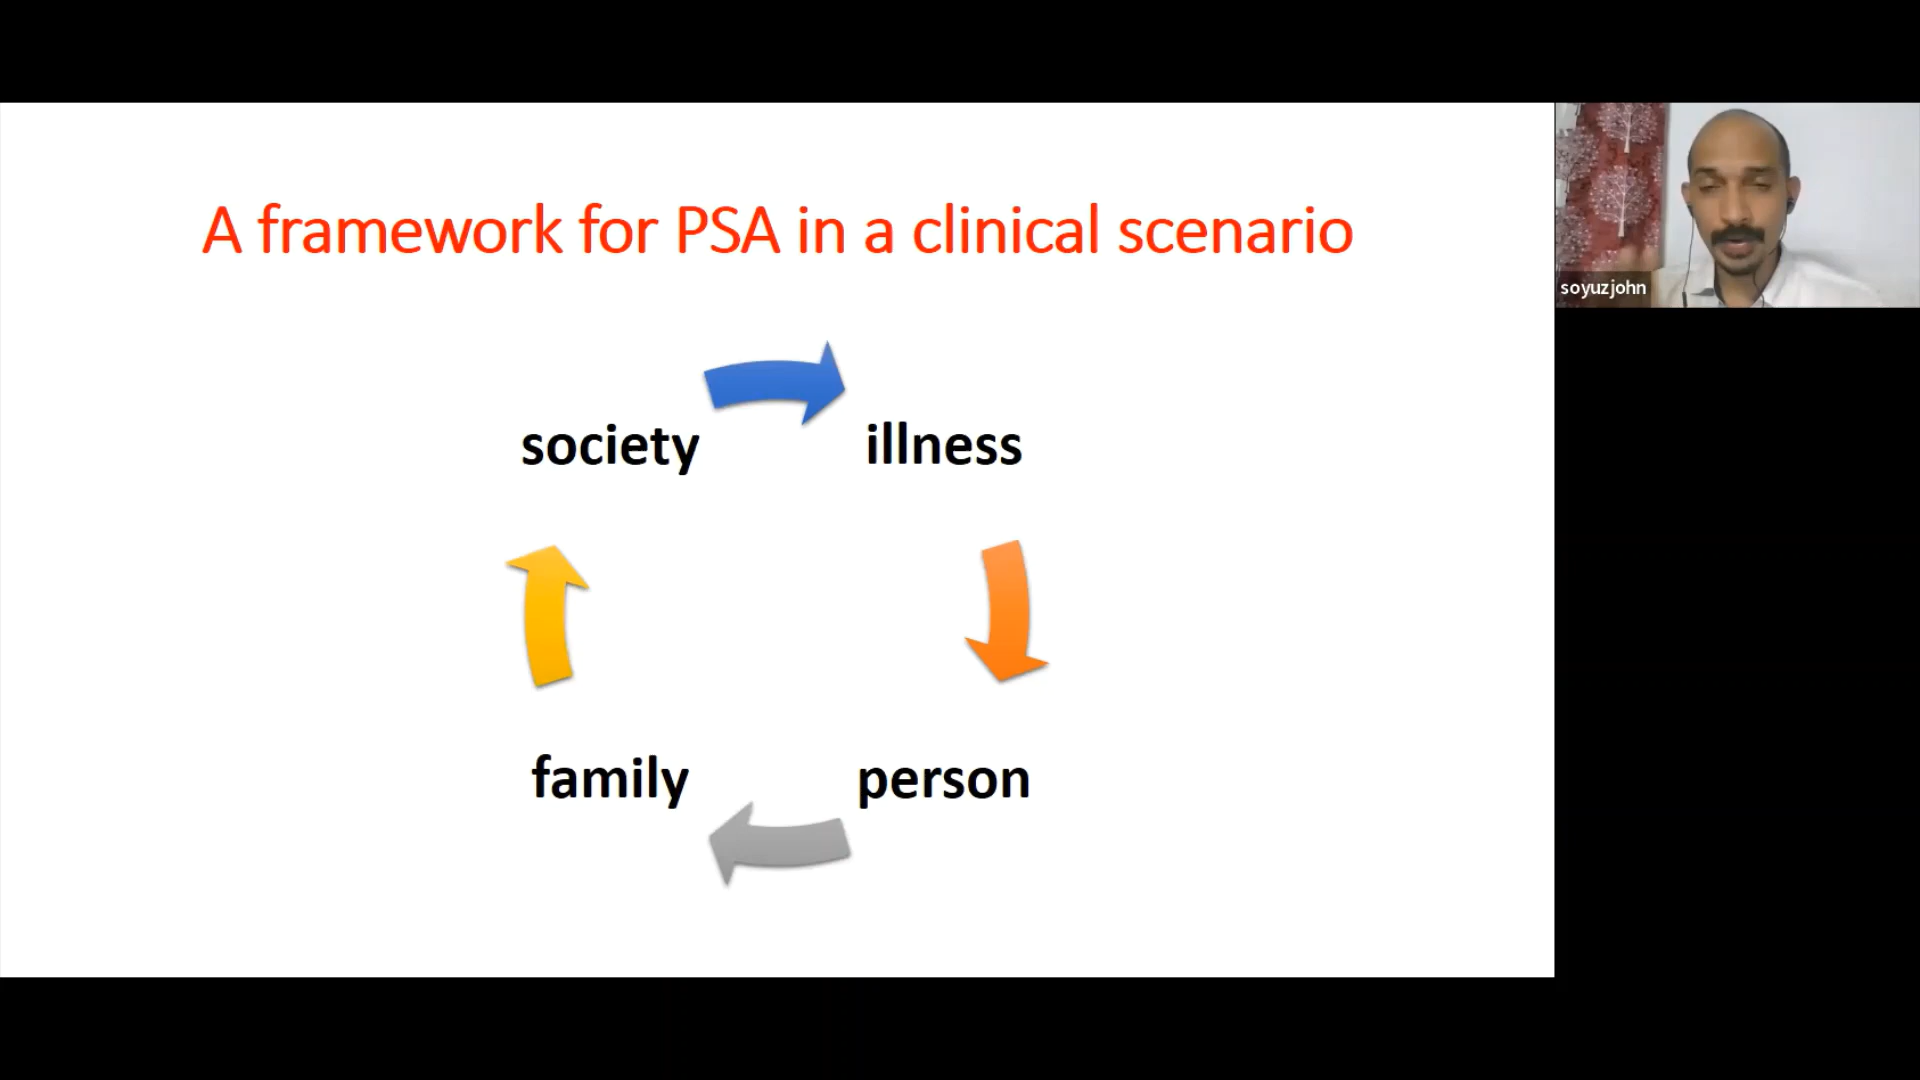 A framework for PSA in a clinical scenario
soyuzjohn
society
illness
family
person